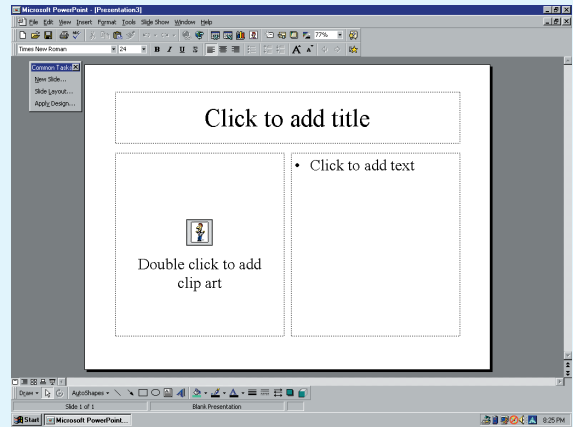 Microsoft PowerPoint - [Presentation3]
File Edit View Insert Format Tools Slide Show Window Help
77%
Times New Roman 24 B I U S A A
Common Tasks
New Slide...
Slide Layout...
Apply Design...
Click to add title
• Click to add text
Double click to add
clip art
Draw AutoShapes
Slide 1 of 1 Blank Presentation
Start Microsoft PowerPoint... 8:25 PM